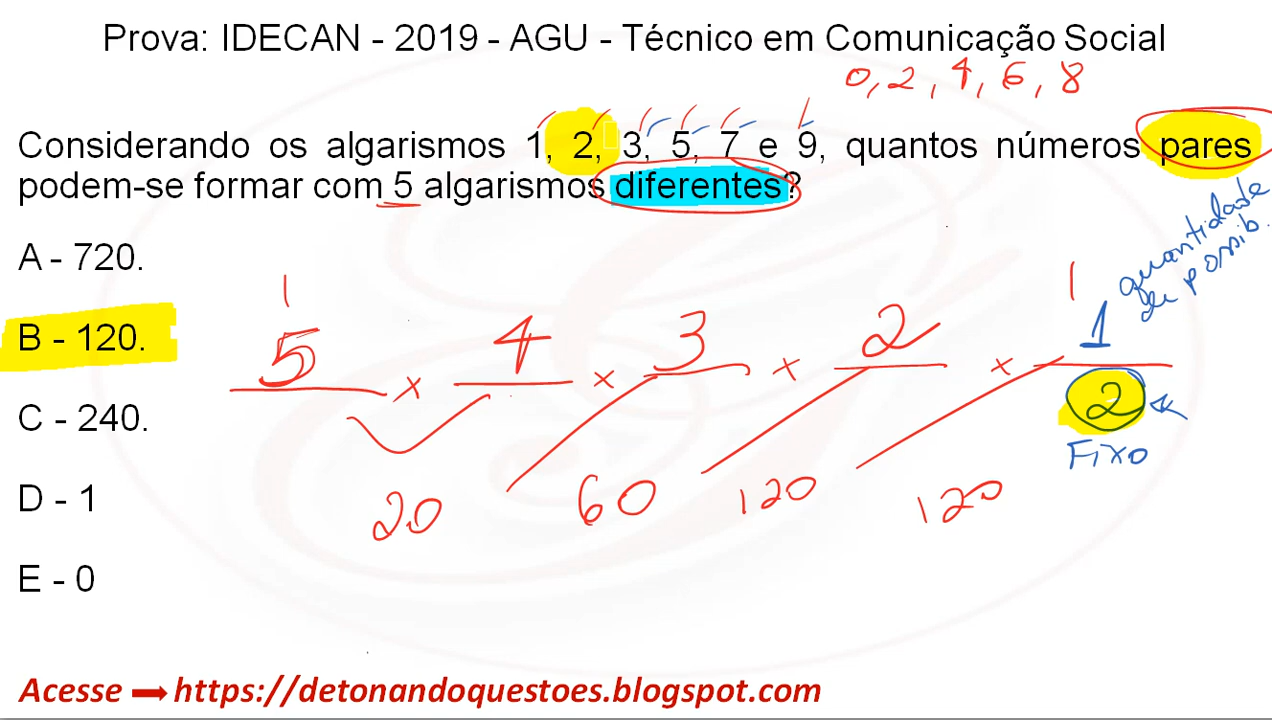 Prova: IDECAN - 2019 - AGU - Técnico em Comunicação Social
0, 2, 4, 6, 8
Considerando os algarismos 1, 2, 3, 5, 7 e 9, quantos números pares
podem-se formar com 5 algarismos diferentes?
quantidade
de possib.
A - 720.
1 1
5 × 4 × 3 × 2 × 1
B - 120.
2
C - 240.
Fixo
D - 1
20 60 120 120
E - 0
Acesse ➡ https://detonandoquestoes.blogspot.com